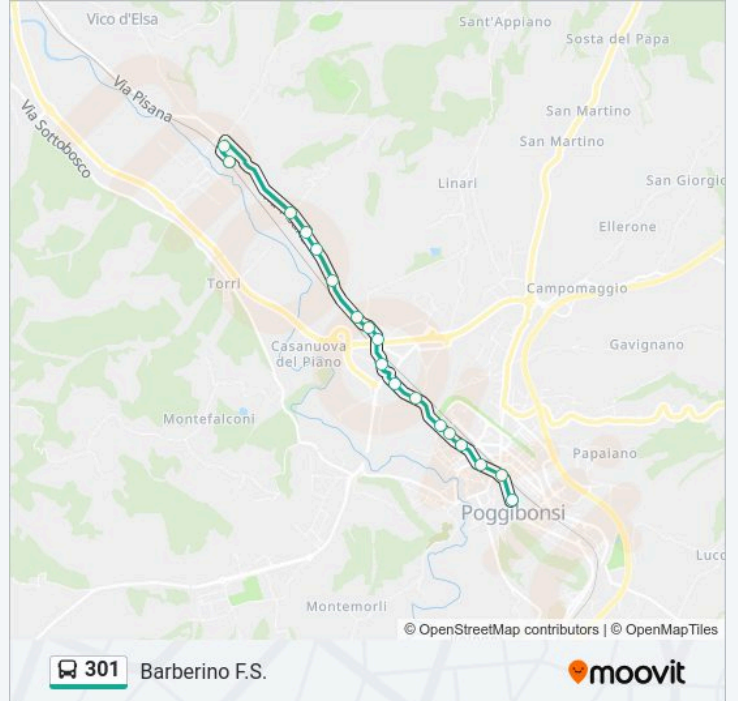 Vico d'Elsa
Sant'Appiano
Sosta del Papa
Via Pisana
Via Sottobosco
San Martino
San Martino
Linari
San Giorgio
Ellerone
Torri
Campomaggio
Casanuova
del Piano
Gavignano
Montefalconi
Papaiano
Poggibonsi
Luco
Montemorli
© OpenStreetMap contributors | © OpenMapTiles
301 Barberino F.S.
moovit